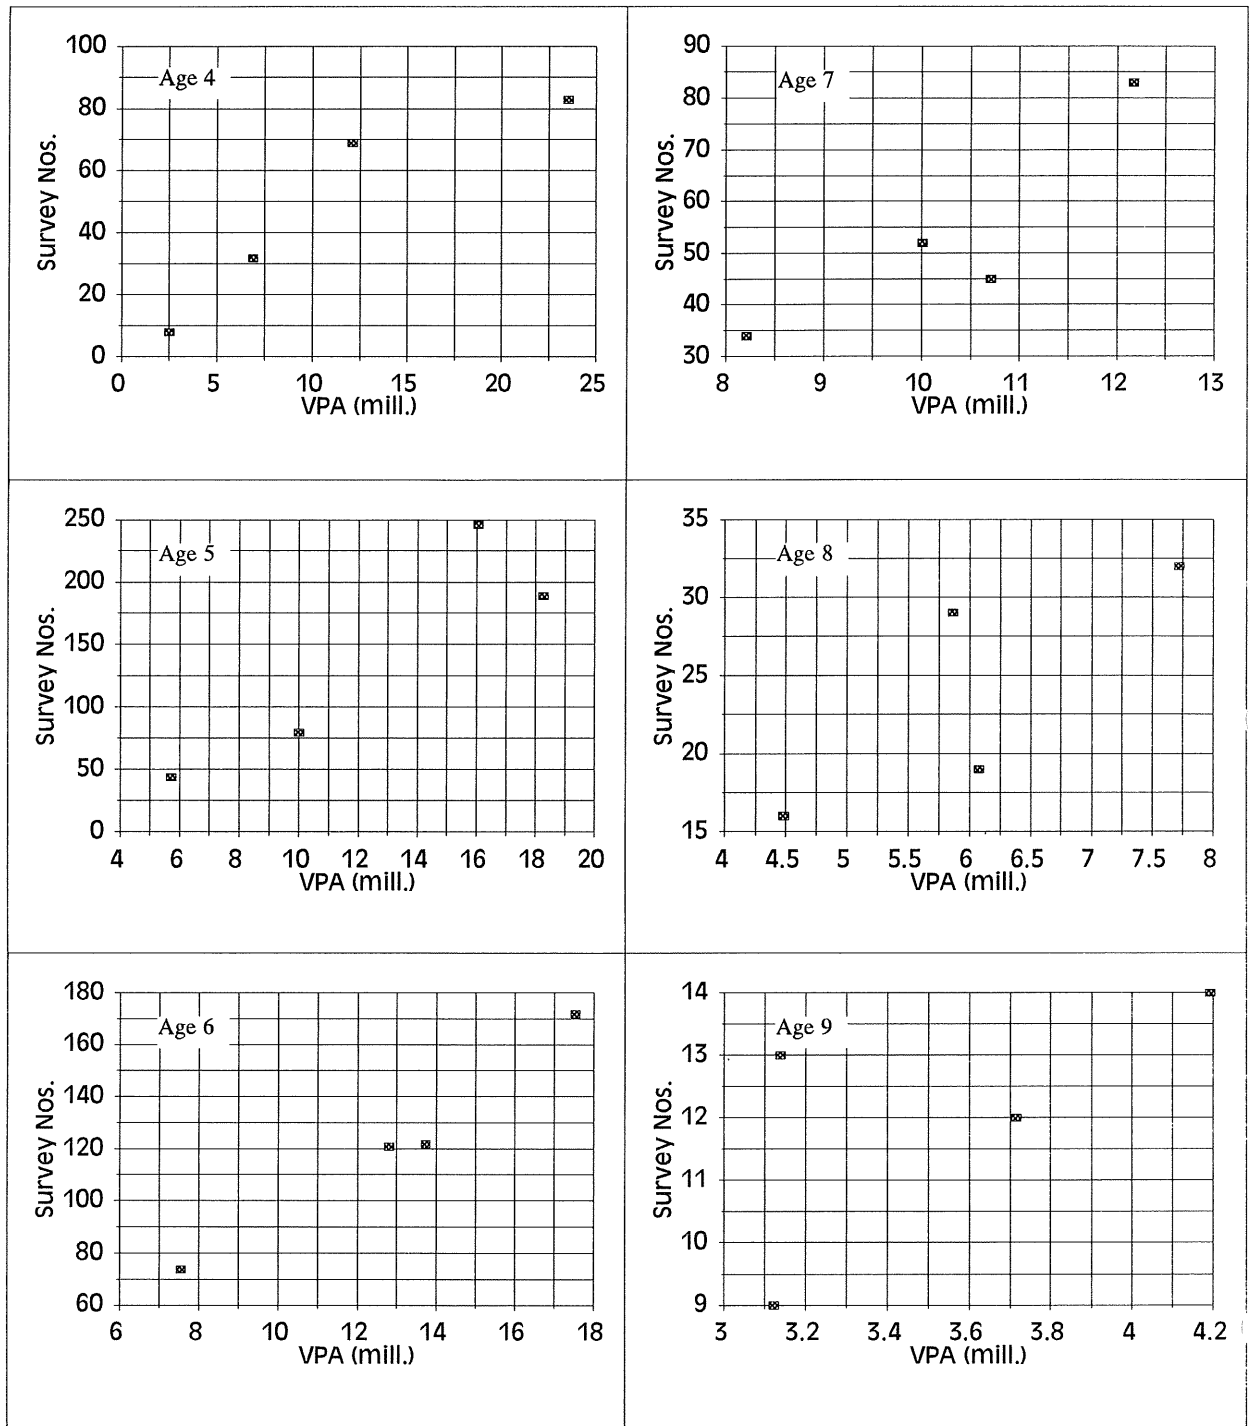 100
80
60
40
20
0
Survey Nos.
Age 4
0 5 10 15 20 25
VPA (mill.)
90
80
70
60
50
40
30
Survey Nos.
Age 7
8 9 10 11 12 13
VPA (mill.)
250
200
150
100
50
0
Survey Nos.
Age 5
4 6 8 10 12 14 16 18 20
VPA (mill.)
35
30
25
20
15
Survey Nos.
Age 8
4 4.5 5 5.5 6 6.5 7 7.5 8
VPA (mill.)
180
160
140
120
100
80
60
Survey Nos.
Age 6
6 8 10 12 14 16 18
VPA (mill.)
14
13
12
11
10
9
Survey Nos.
Age 9
3 3.2 3.4 3.6 3.8 4 4.2
VPA (mill.)